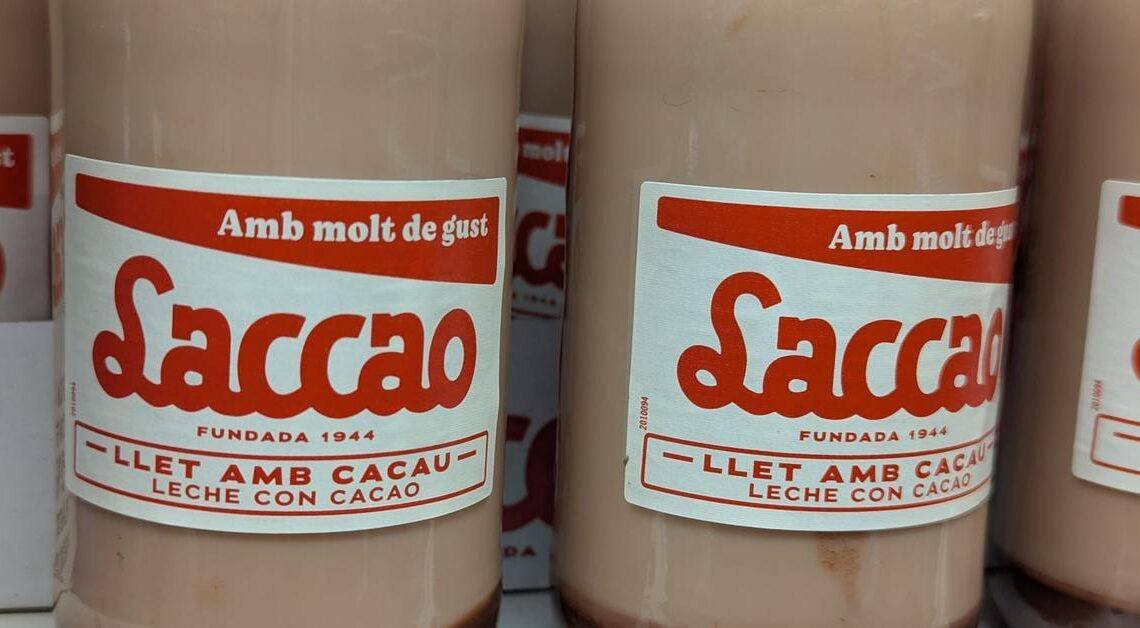 Amb molt de gust
Laccao
FUNDADA 1944
LLET AMB CACAU
LECHE CON CACAO
Amb molt de
Laccao
FUNDADA 1944
2010094
LLET AMB CACAU
LECHE CON CACAO